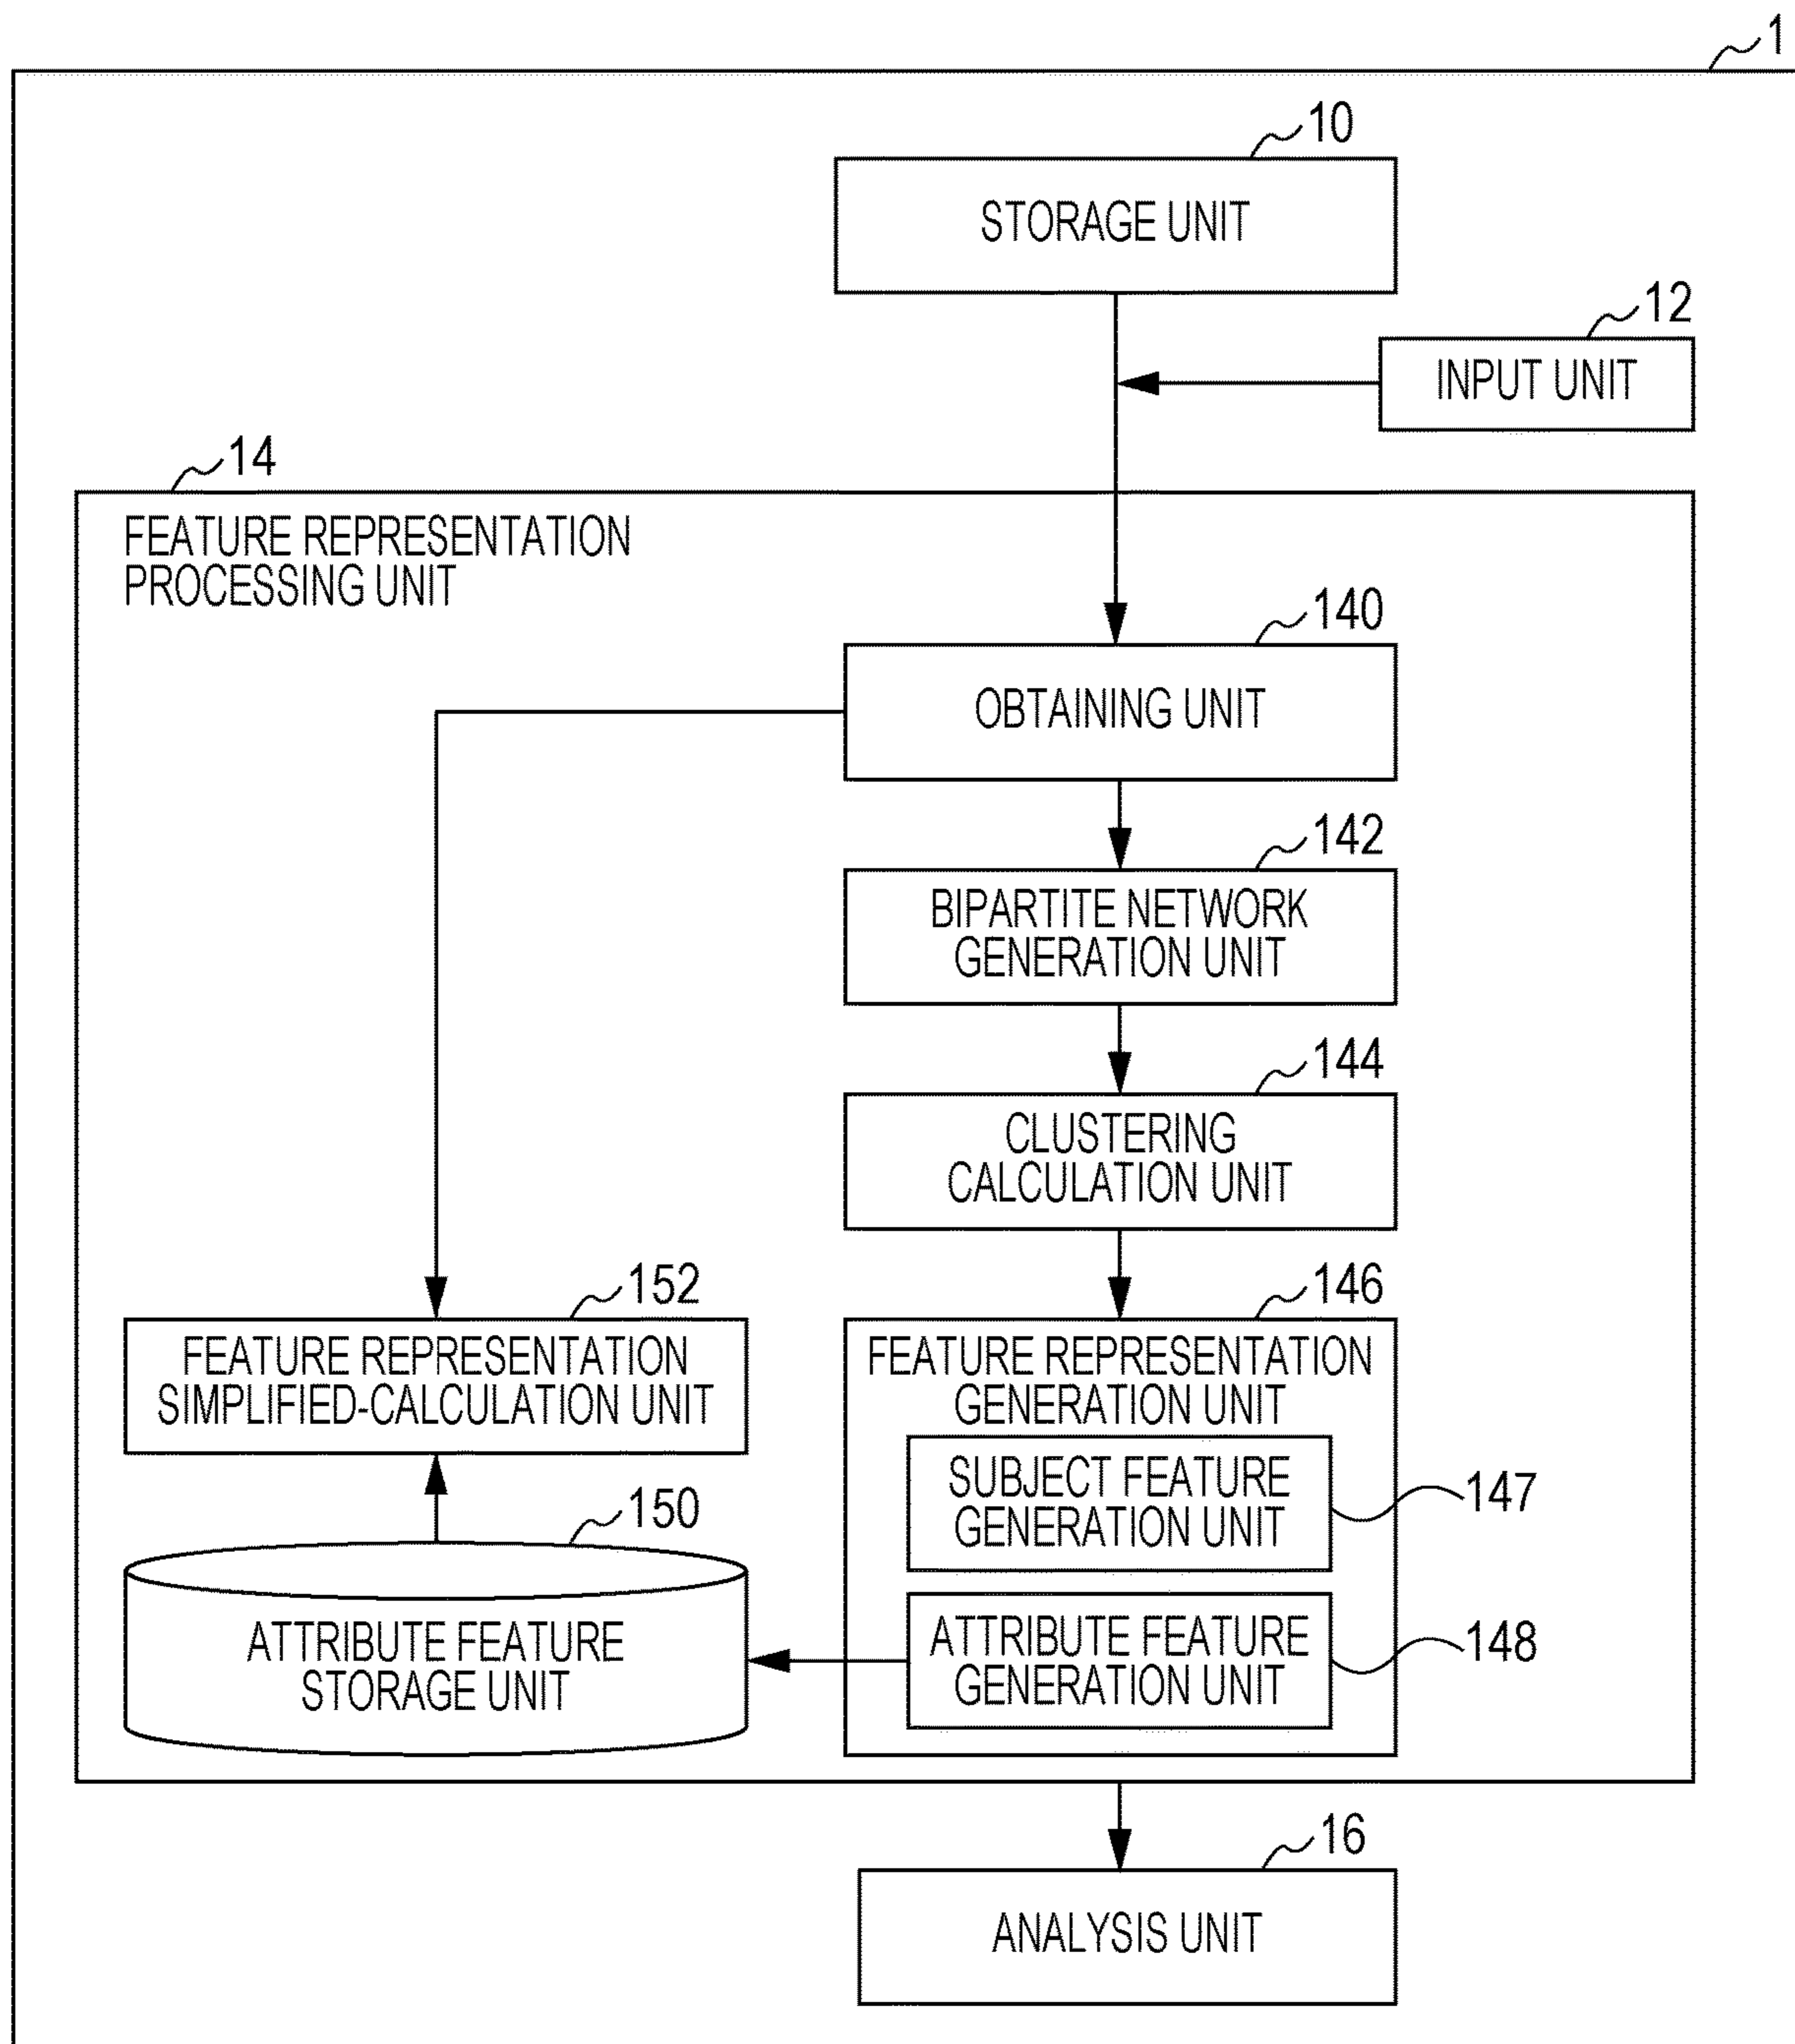 1
10
STORAGE UNIT
12
INPUT UNIT
14
FEATURE REPRESENTATION
PROCESSING UNIT
140
OBTAINING UNIT
142
BIPARTITE NETWORK
GENERATION UNIT
144
CLUSTERING
CALCULATION UNIT
152
FEATURE REPRESENTATION
SIMPLIFIED-CALCULATION UNIT
146
FEATURE REPRESENTATION
GENERATION UNIT
SUBJECT FEATURE
GENERATION UNIT
147
150
ATTRIBUTE FEATURE
STORAGE UNIT
ATTRIBUTE FEATURE
GENERATION UNIT
148
16
ANALYSIS UNIT